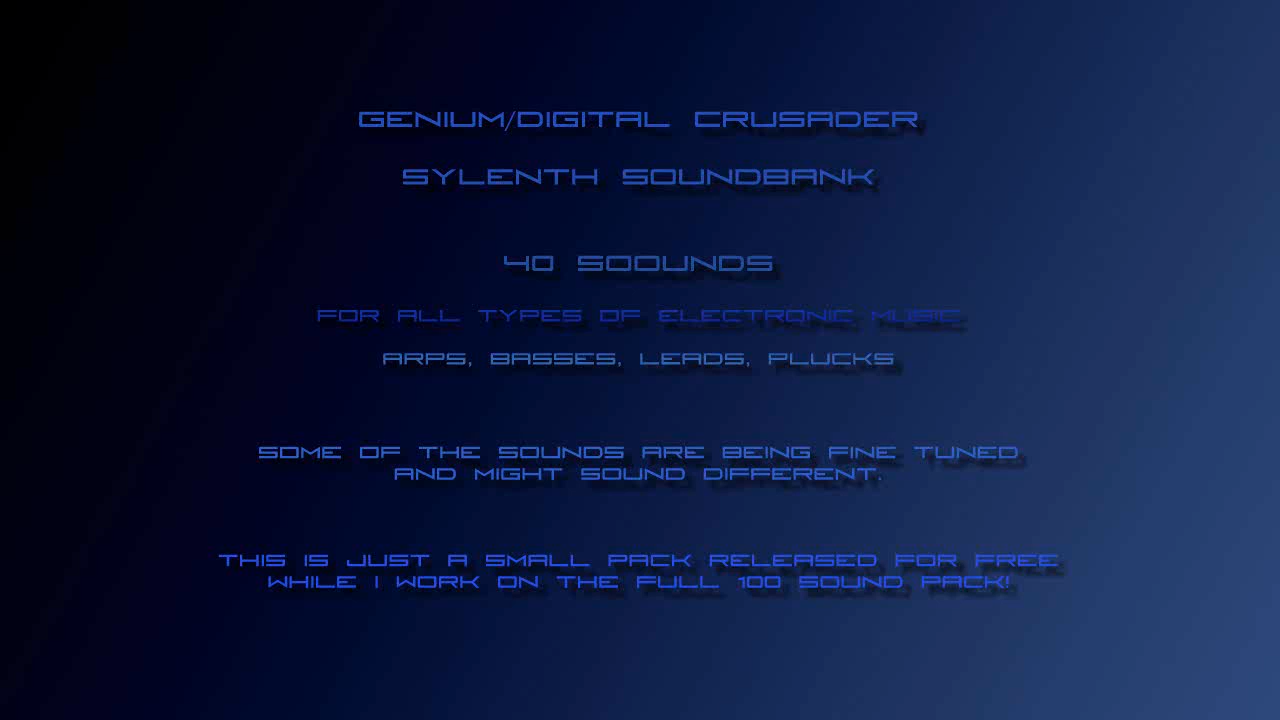 GENIUM/DIGITAL CRUSADER
SYLENTH SOUNDBANK
40 SOOUNDS
FOR ALL TYPES OF ELECTRONIC MUSIC
ARPS, BASSES, LEADS, PLUCKS
SOME OF THE SOUNDS ARE BEING FINE TUNED
AND MIGHT SOUND DIFFERENT.
THIS IS JUST A SMALL PACK RELEASED FOR FREE
WHILE I WORK ON THE FULL 100 SOUND PACK!